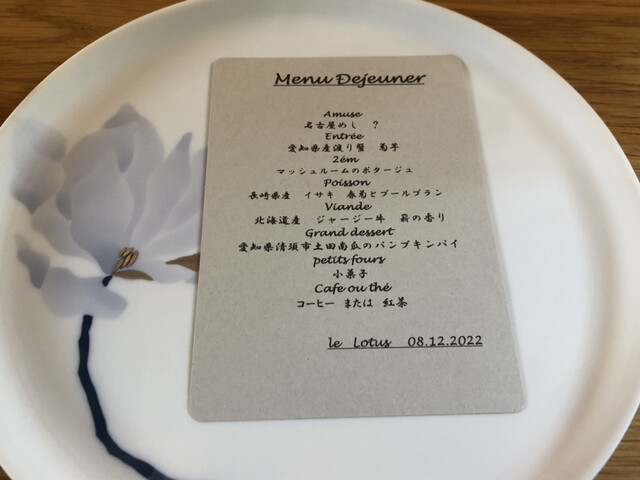 Menu Dejeuner
Amuse
名古屋めし ？
Entrée
愛知県産渡り蟹 菊芋
2ém
マッシュルームのポタージュ
Poisson
長崎県産 イサキ 春菊とブールブラン
Viande
北海道産 ジャージー牛 薪の香り
Grand dessert
愛知県清須市土田南瓜のパンプキンパイ
petits fours
小菓子
Cafe ou thé
コーヒー または 紅茶
le Lotus 08.12.2022